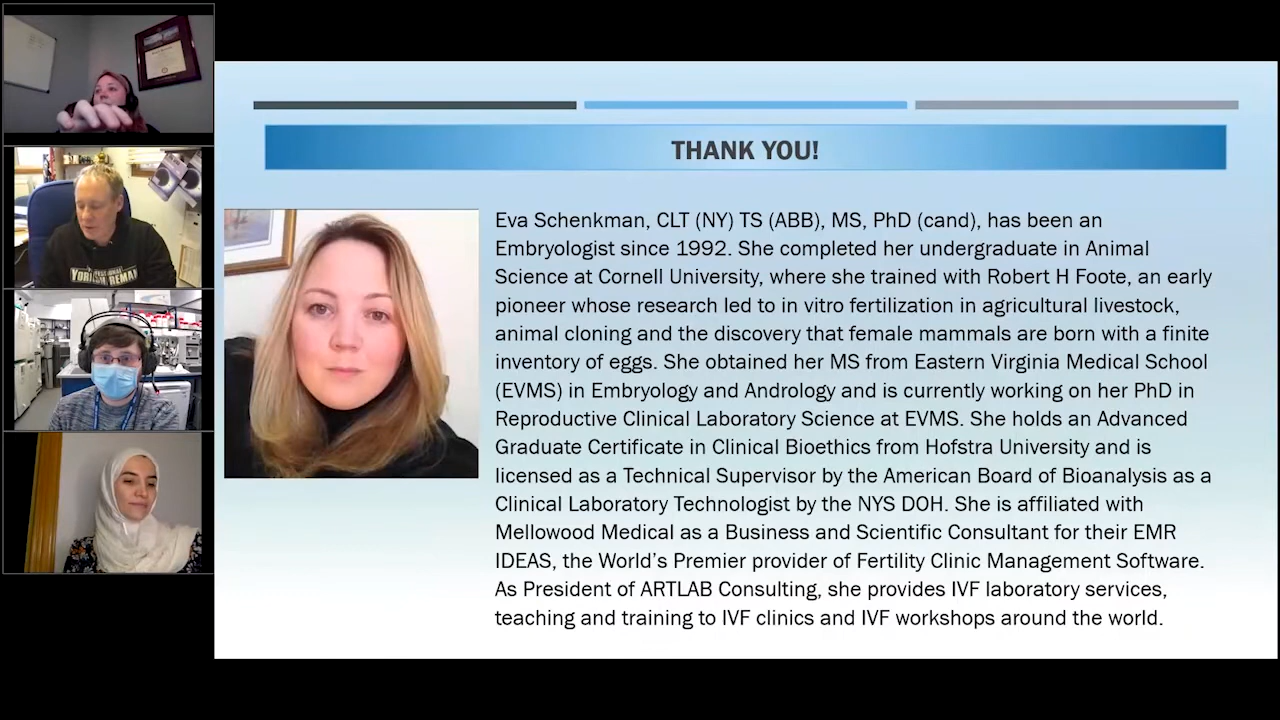 THANK YOU!
Eva Schenkman, CLT (NY) TS (ABB), MS, PhD (cand), has been an
Embryologist since 1992. She completed her undergraduate in Animal
Science at Cornell University, where she trained with Robert H Foote, an early
pioneer whose research led to in vitro fertilization in agricultural livestock,
animal cloning and the discovery that female mammals are born with a finite
inventory of eggs. She obtained her MS from Eastern Virginia Medical School
(EVMS) in Embryology and Andrology and is currently working on her PhD in
Reproductive Clinical Laboratory Science at EVMS. She holds an Advanced
Graduate Certificate in Clinical Bioethics from Hofstra University and is
licensed as a Technical Supervisor by the American Board of Bioanalysis as a
Clinical Laboratory Technologist by the NYS DOH. She is affiliated with
Mellowood Medical as a Business and Scientific Consultant for their EMR
IDEAS, the World's Premier provider of Fertility Clinic Management Software.
As President of ARTLAB Consulting, she provides IVF laboratory services,
teaching and training to IVF clinics and IVF workshops around the world.